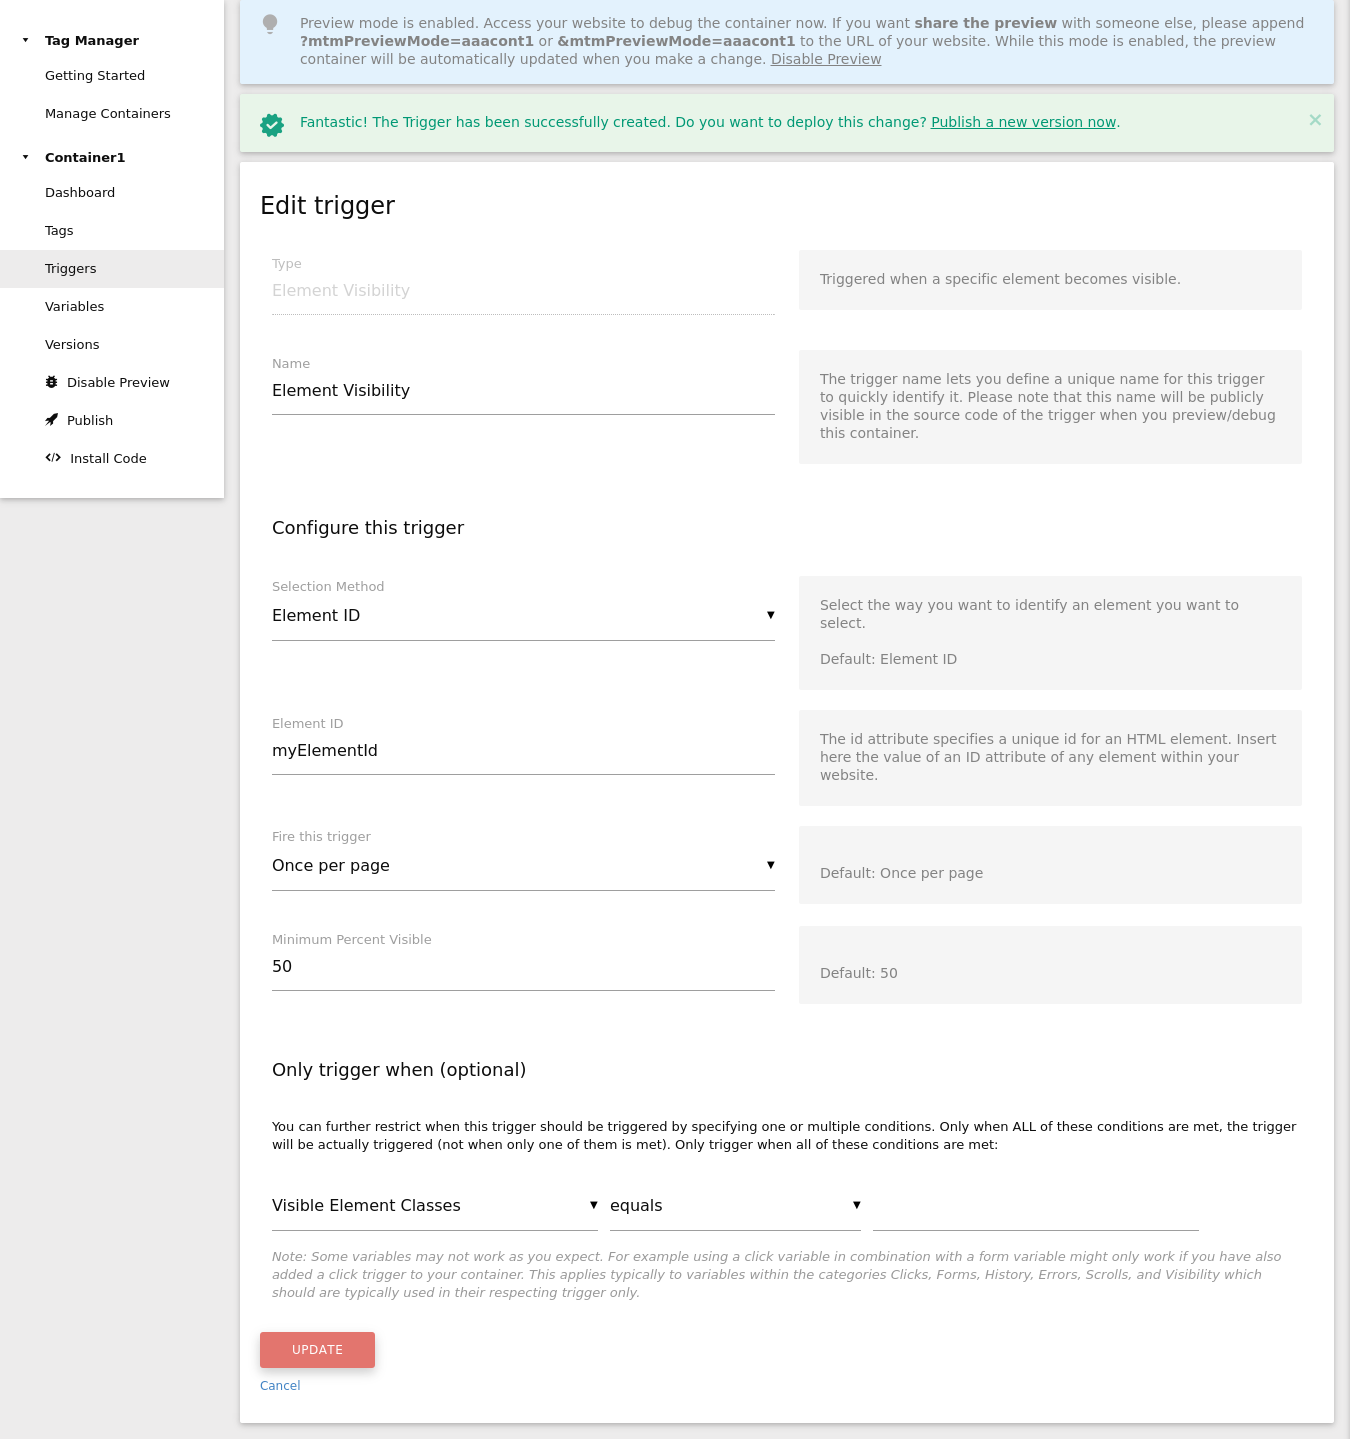 Tag Manager
Getting Started
Manage Containers
Container1
Dashboard
Tags
Triggers
Variables
Versions
Disable Preview
Publish
Install Code
Preview mode is enabled. Access your website to debug the container now. If you want share the preview with someone else, please append
?mtmPreviewMode=aaacont1 or &mtmPreviewMode=aaacont1 to the URL of your website. While this mode is enabled, the preview
container will be automatically updated when you make a change. Disable Preview
Fantastic! The Trigger has been successfully created. Do you want to deploy this change? Publish a new version now.
Edit trigger
Type
Element Visibility
Triggered when a specific element becomes visible.
Name
Element Visibility
The trigger name lets you define a unique name for this trigger
to quickly identify it. Please note that this name will be publicly
visible in the source code of the trigger when you preview/debug
this container.
Configure this trigger
Selection Method
Element ID
Select the way you want to identify an element you want to
select.
Default: Element ID
Element ID
myElementId
The id attribute specifies a unique id for an HTML element. Insert
here the value of an ID attribute of any element within your
website.
Fire this trigger
Once per page
Default: Once per page
Minimum Percent Visible
50
Default: 50
Only trigger when (optional)
You can further restrict when this trigger should be triggered by specifying one or multiple conditions. Only when ALL of these conditions are met, the trigger
will be actually triggered (not when only one of them is met). Only trigger when all of these conditions are met:
Visible Element Classes equals
Note: Some variables may not work as you expect. For example using a click variable in combination with a form variable might only work if you have also
added a click trigger to your container. This applies typically to variables within the categories Clicks, Forms, History, Errors, Scrolls, and Visibility which
should are typically used in their respecting trigger only.
UPDATE
Cancel